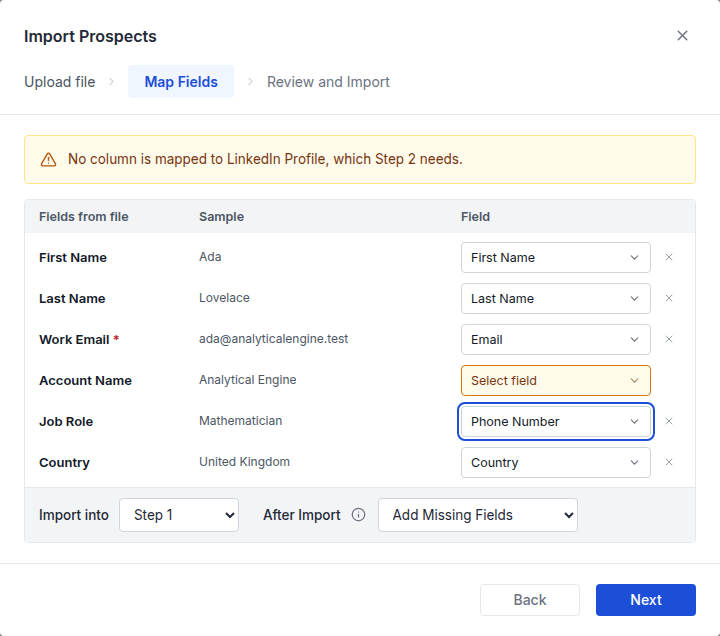 Import Prospects
Upload file
Map Fields
Review and Import
No column is mapped to LinkedIn Profile, which Step 2 needs.
Fields from file Sample Field
First Name Ada First Name
Last Name Lovelace Last Name
Work Email * ada@analyticalengine.test Email
Account Name Analytical Engine Select field
Job Role Mathematician Phone Number
Country United Kingdom Country
Import into Step 1 After Import Add Missing Fields
Back Next